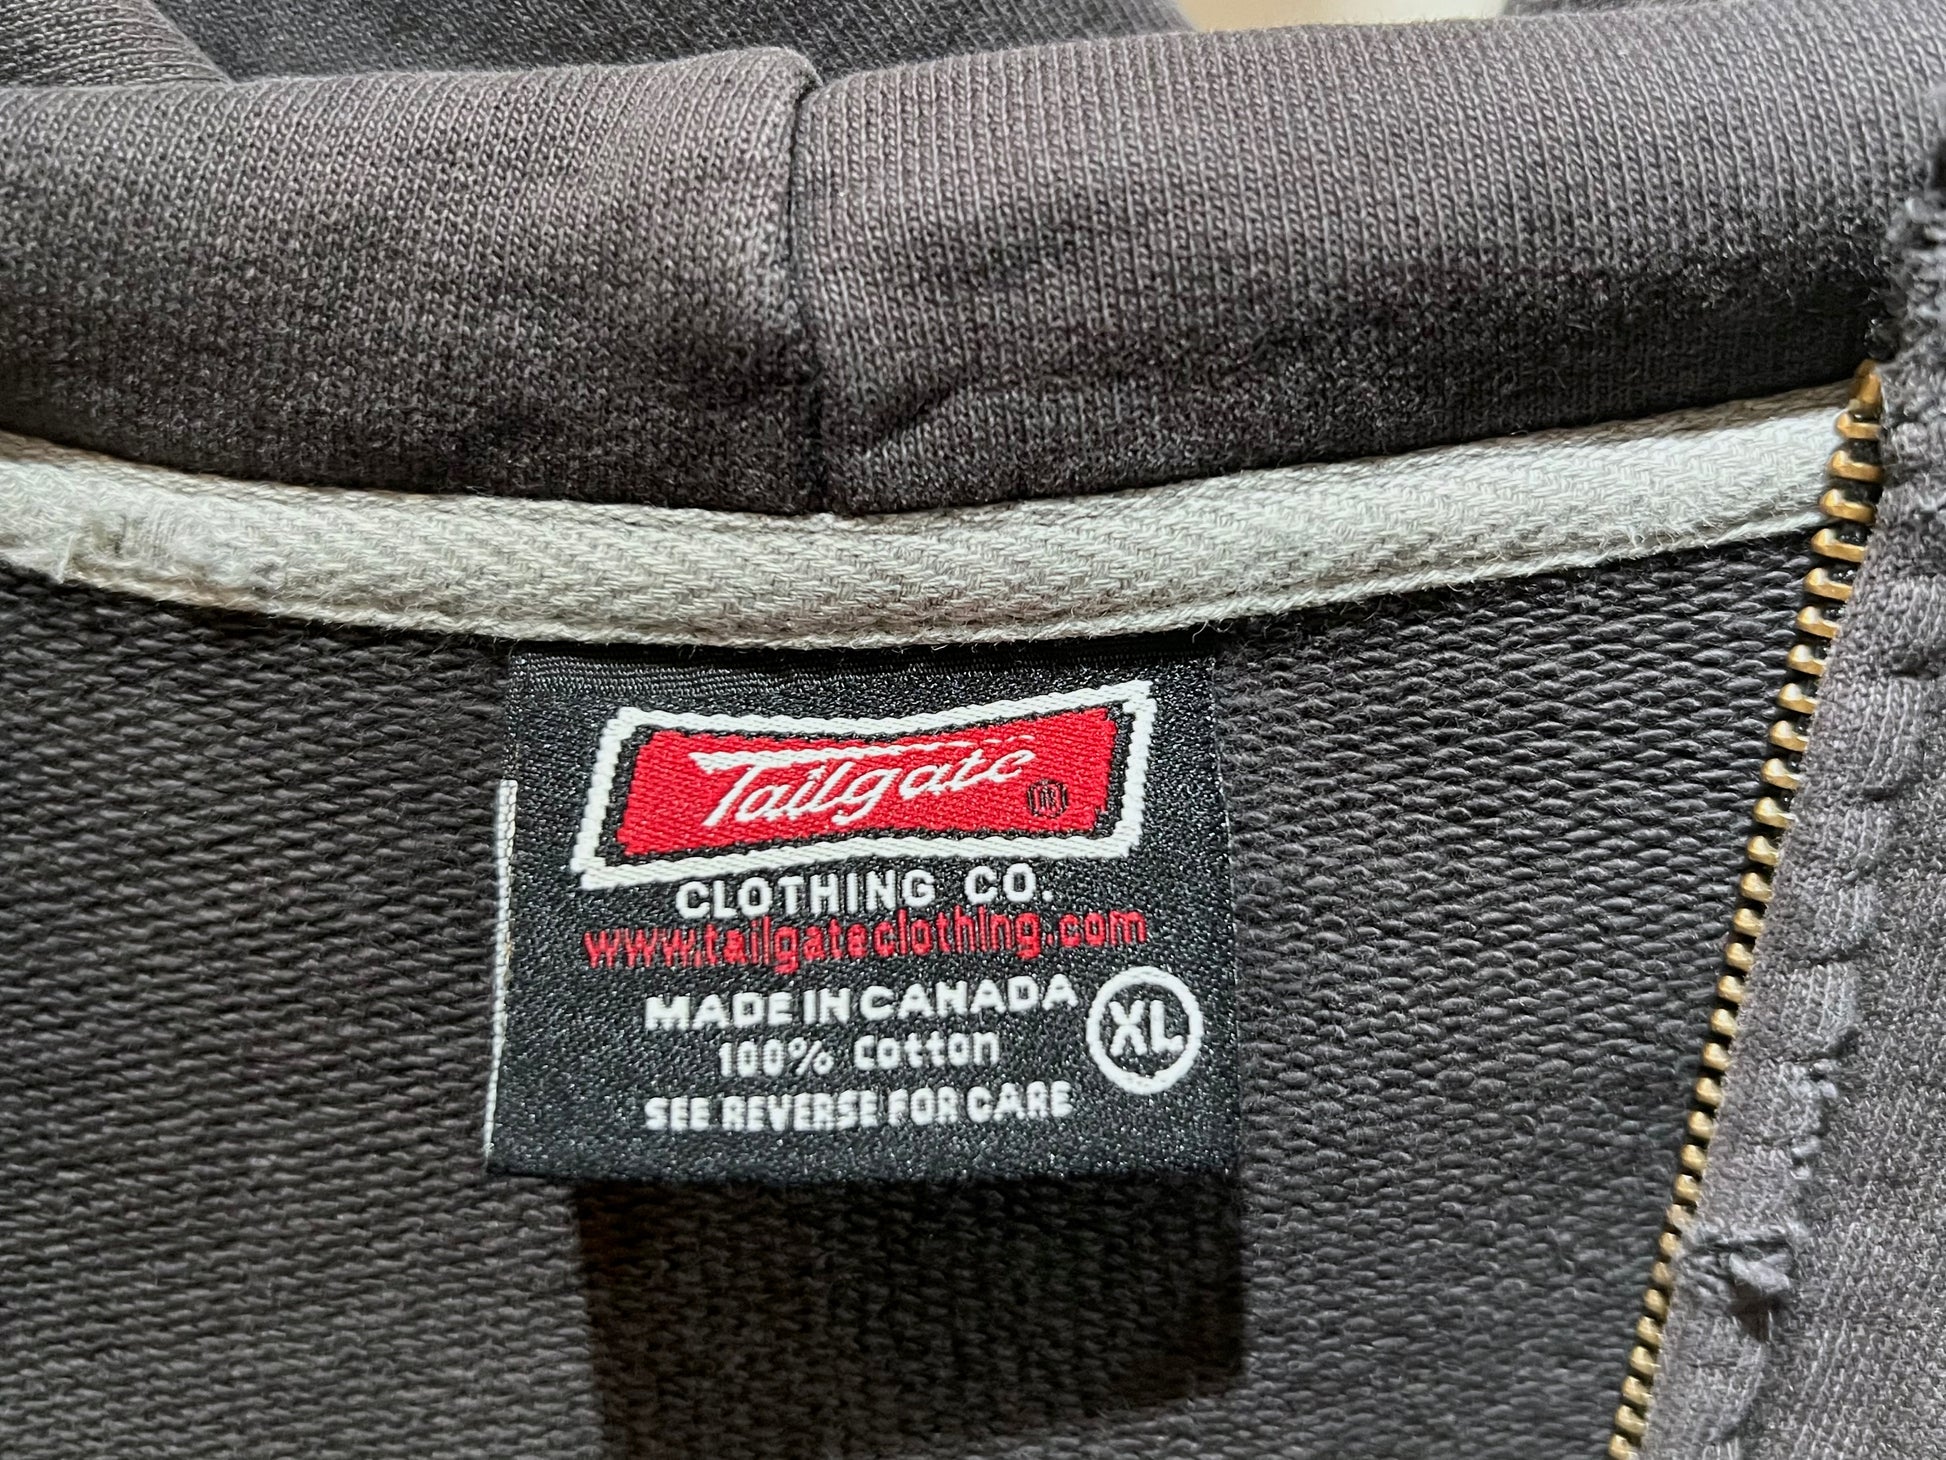 Tailgate ®
CLOTHING CO.
www.tailgateclothing.com
MADE IN CANADA
XL
100% Cotton
SEE REVERSE FOR CARE